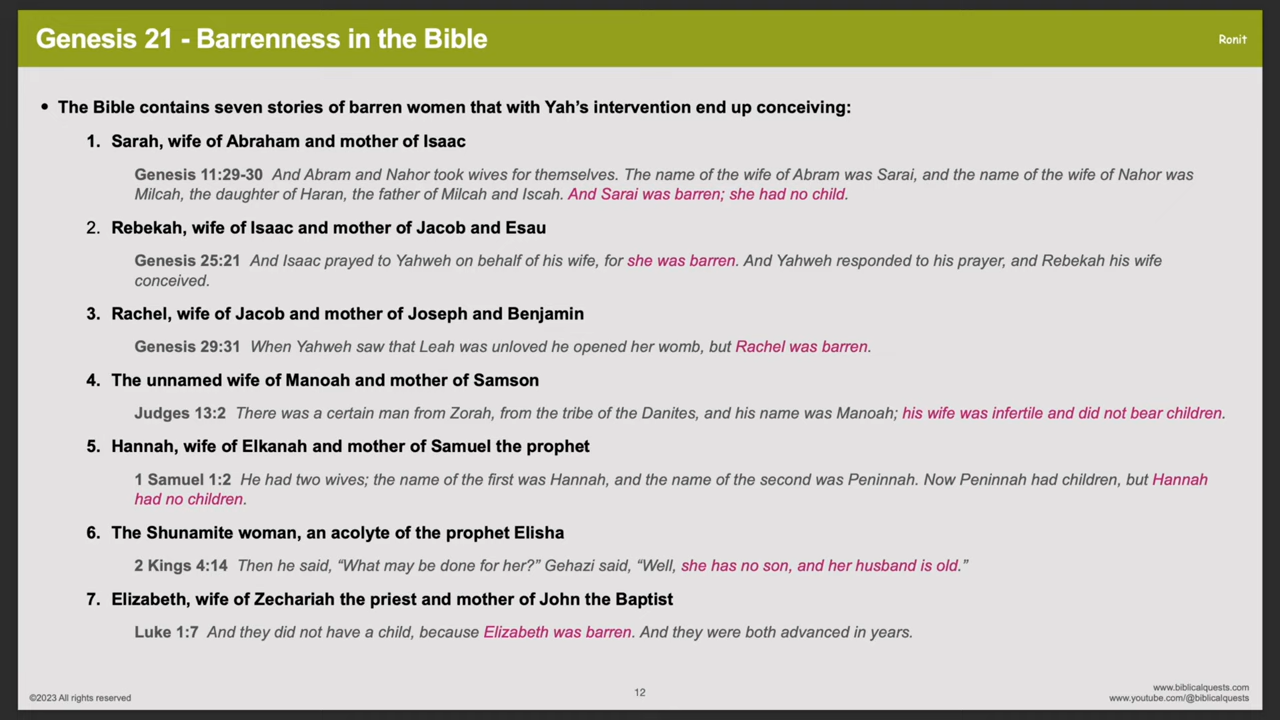 Genesis 21 - Barrenness in the Bible
Ronit
• The Bible contains seven stories of barren women that with Yah’s intervention end up conceiving:
1. Sarah, wife of Abraham and mother of Isaac
Genesis 11:29-30 And Abram and Nahor took wives for themselves. The name of the wife of Abram was Sarai, and the name of the wife of Nahor was
Milcah, the daughter of Haran, the father of Milcah and Iscah. And Sarai was barren; she had no child.
2. Rebekah, wife of Isaac and mother of Jacob and Esau
Genesis 25:21 And Isaac prayed to Yahweh on behalf of his wife, for she was barren. And Yahweh responded to his prayer, and Rebekah his wife
conceived.
3. Rachel, wife of Jacob and mother of Joseph and Benjamin
Genesis 29:31 When Yahweh saw that Leah was unloved he opened her womb, but Rachel was barren.
4. The unnamed wife of Manoah and mother of Samson
Judges 13:2 There was a certain man from Zorah, from the tribe of the Danites, and his name was Manoah; his wife was infertile and did not bear children.
5. Hannah, wife of Elkanah and mother of Samuel the prophet
1 Samuel 1:2 He had two wives; the name of the first was Hannah, and the name of the second was Peninnah. Now Peninnah had children, but Hannah
had no children.
6. The Shunamite woman, an acolyte of the prophet Elisha
2 Kings 4:14 Then he said, “What may be done for her?” Gehazi said, “Well, she has no son, and her husband is old.”
7. Elizabeth, wife of Zechariah the priest and mother of John the Baptist
Luke 1:7 And they did not have a child, because Elizabeth was barren. And they were both advanced in years.
©2023 All rights reserved
12
www.biblicalquests.com
www.youtube.com/@biblicalquests